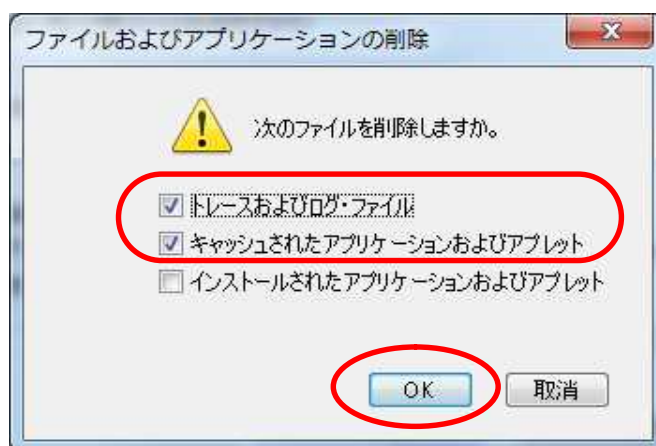 ファイルおよびアプリケーションの削除
次のファイルを削除しますか。
トレースおよびログ・ファイル
キャッシュされたアプリケーションおよびアプレット
インストールされたアプリケーションおよびアプレット
OK 取消